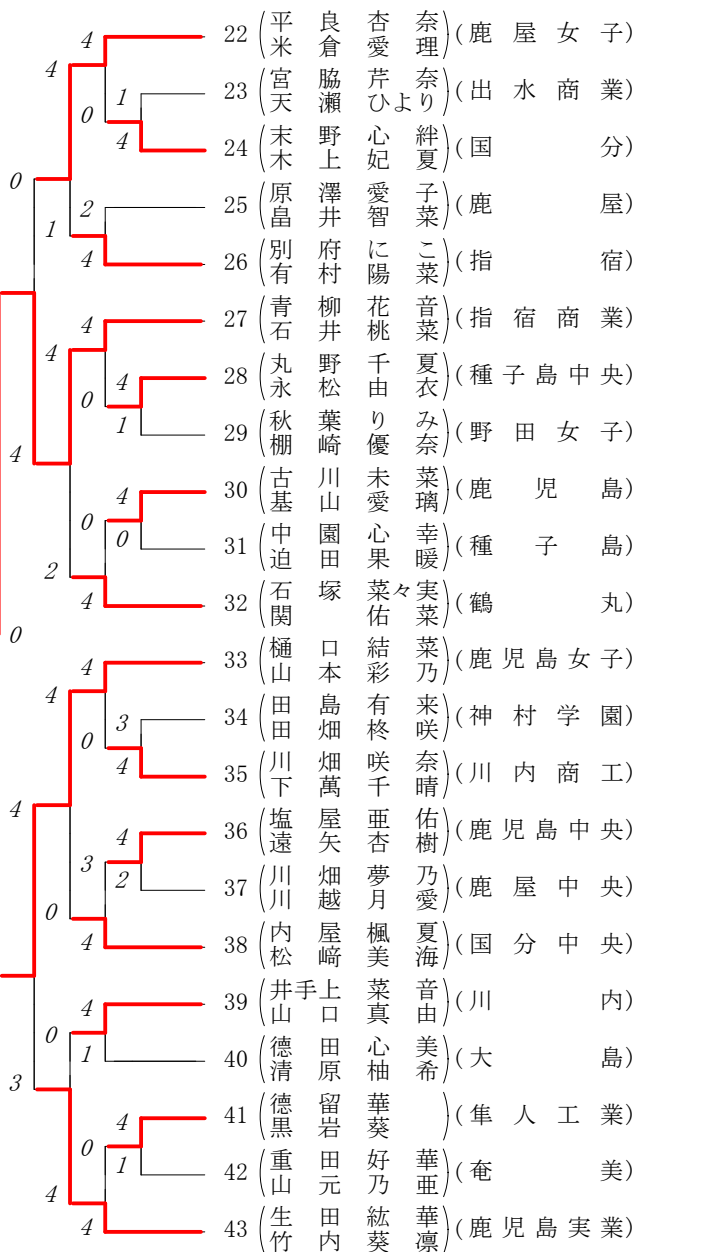 4
22 (平良杏奈 米倉愛理) (鹿屋女子)
4
1
23 (宮脇芹奈 天瀬ひより) (出水商業)
0
4
24 (末野心絆 木上妃夏) (国分)
0
2
25 (原澤愛子 畠井智菜) (鹿屋)
1
4
26 (別府にこ 有村陽菜) (指宿)
4
27 (青柳花音 石井桃菜) (指宿商業)
4
4
28 (丸野千夏 永松由衣) (種子島中央)
0
1
29 (秋葉りみ 棚崎優奈) (野田女子)
4
4
30 (古川未菜 基山愛璃) (鹿児島)
0
0
31 (中園心幸 迫田果暖) (種子島)
2
4
32 (石塚菜々実 関佑菜) (鶴丸)
0
4
33 (樋口結菜 山本彩乃) (鹿児島女子)
4
3
34 (田島有来 田畑柊咲) (神村学園)
0
4
35 (川畑咲奈 下萬千晴) (川内商工)
4
4
36 (塩屋亜佑 遠矢杏樹) (鹿児島中央)
3
2
37 (川畑夢乃 川越月愛) (鹿屋中央)
0
4
38 (内屋楓夏 松﨑美海) (国分中央)
4
39 (井手上菜音 山口真由) (川内)
0
1
40 (德田心美 清原柚希) (大島)
3
4
41 (德留華 黒岩葵) (隼人工業)
0
1
42 (重田好華 山元乃亜) (奄美)
4
4
43 (生田紘華 竹内葵凛) (鹿児島実業)